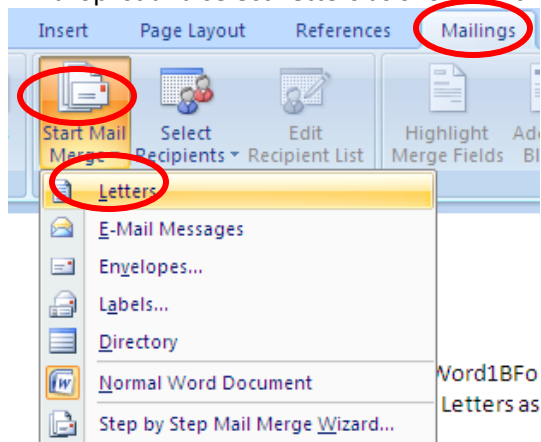 Insert Page Layout References Mailings
Start Mail Select Edit Highlight
Merge Recipients Recipient List Merge Fields
Letters
E-Mail Messages
Envelopes...
Labels...
Directory
Normal Word Document
Step by Step Mail Merge Wizard...
Letters as